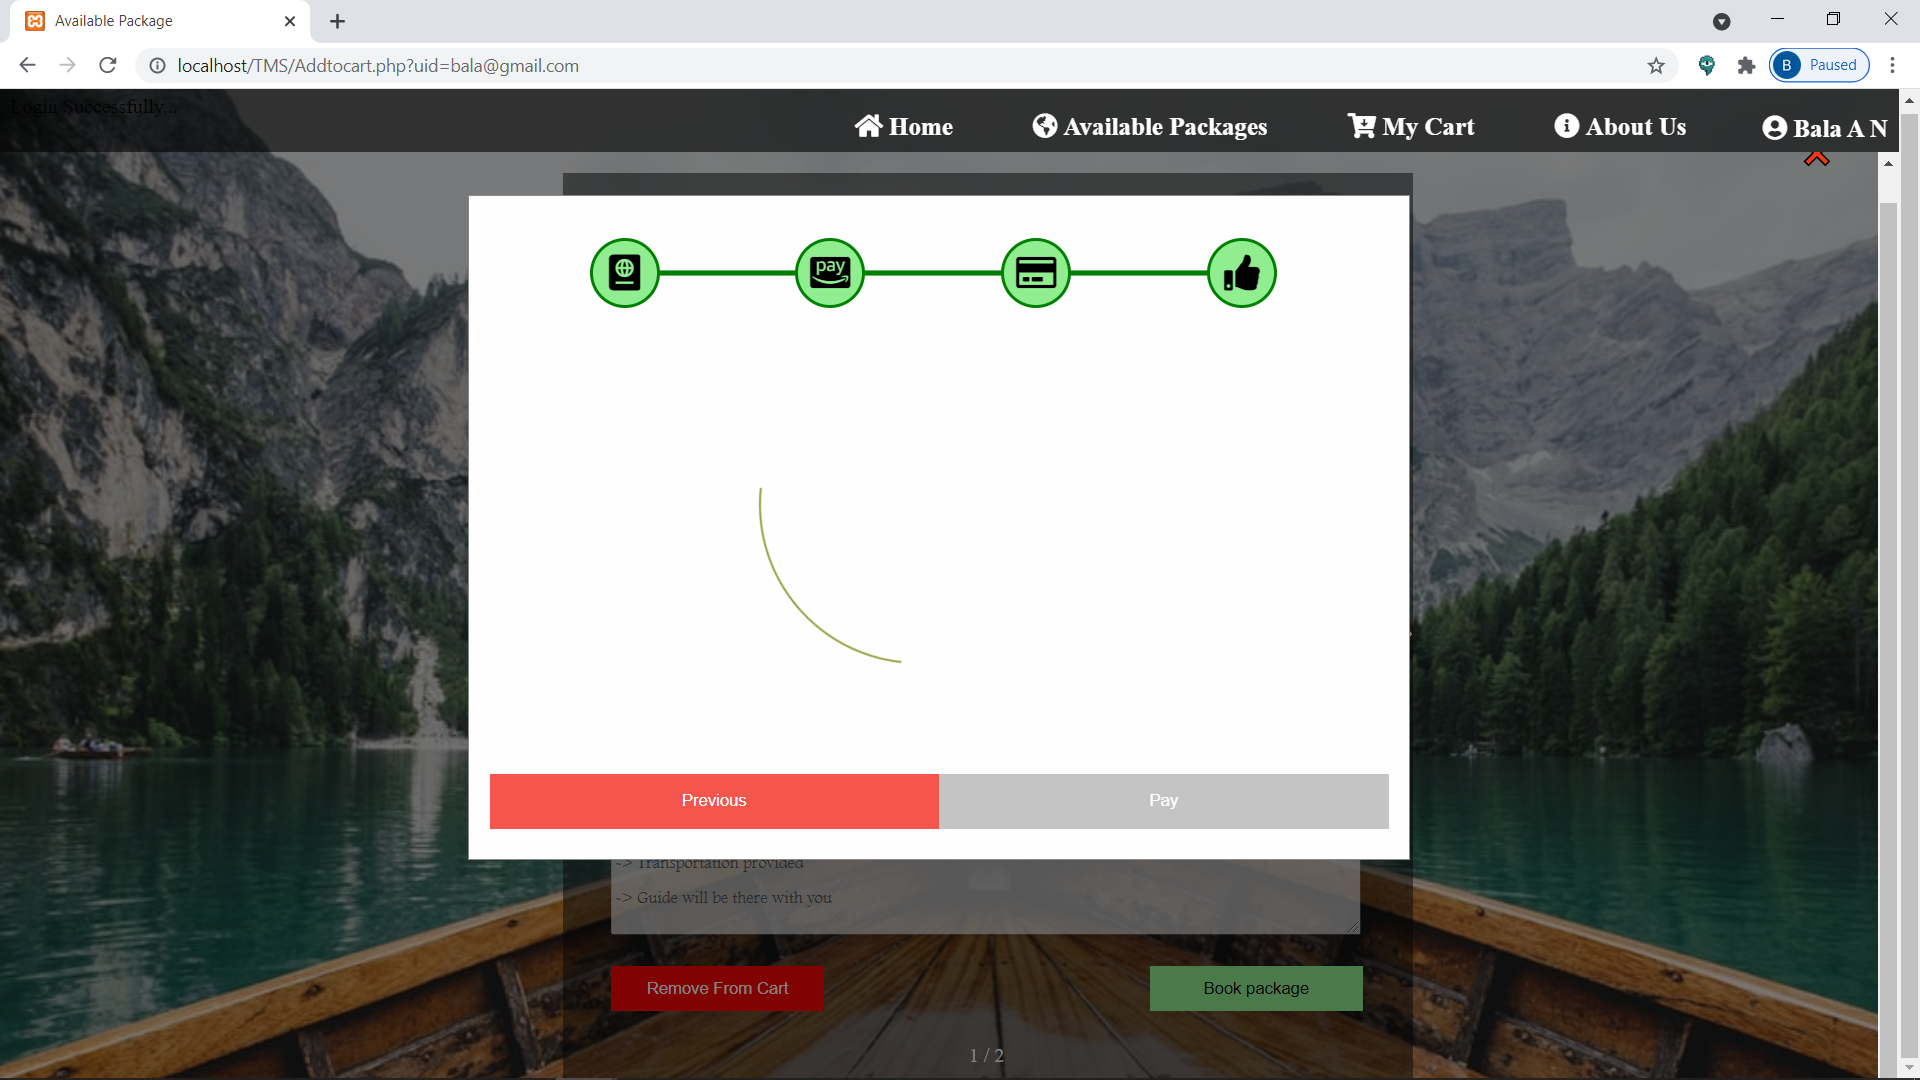 Available Package
localhost/TMS/Addtocart.php?uid=bala@gmail.com
B Paused
Login Successfully...
Home
Available Packages
My Cart
About Us
Bala A N
pay
Previous
Pay
~> Transportation provided
~> Guide will be there with you
Remove From Cart
Book package
1 / 2